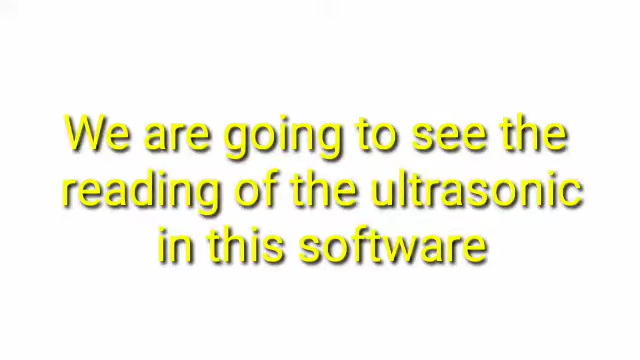 We are going to see the
reading of the ultrasonic
in this software